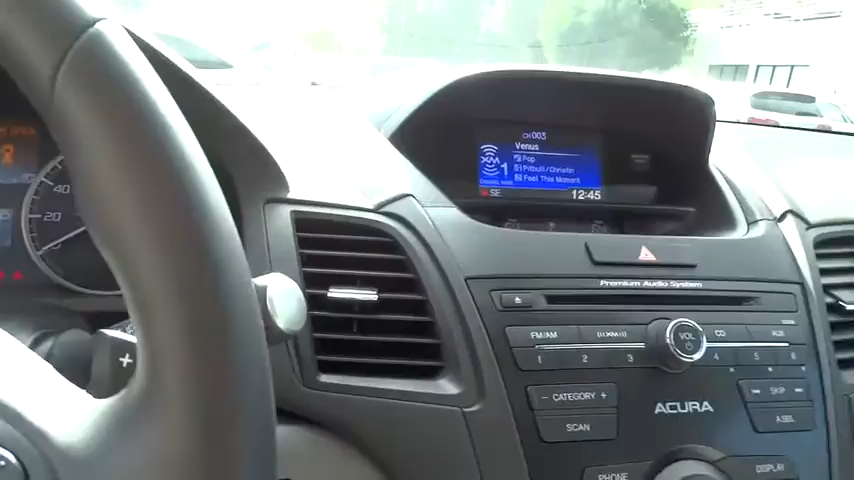 CH 003
Venus
XM 1
Pop
Pitbull/Christin
Feel This Moment
SE
12:45
40
20
Premium Audio System
FM/AM
CD
AUX
VOL
1 2 3 4 5 6
- CATEGORY +
SKIP
ACURA
SCAN
A.SEL
PHONE
DISPLAY